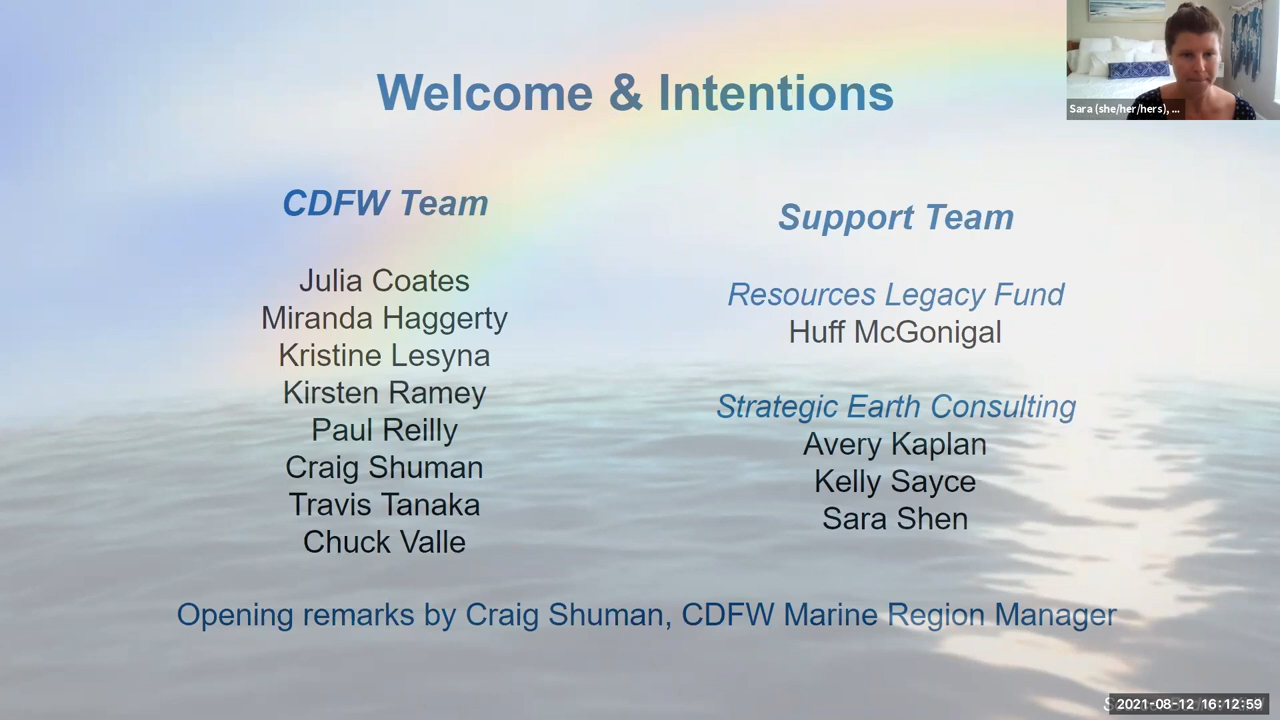 Welcome & Intentions
Sara (she/her/hers), ...
CDFW Team
Julia Coates
Miranda Haggerty
Kristine Lesyna
Kirsten Ramey
Paul Reilly
Craig Shuman
Travis Tanaka
Chuck Valle
Support Team
Resources Legacy Fund
Huff McGonigal
Strategic Earth Consulting
Avery Kaplan
Kelly Sayce
Sara Shen
Opening remarks by Craig Shuman, CDFW Marine Region Manager
2021-08-12 16:12:59